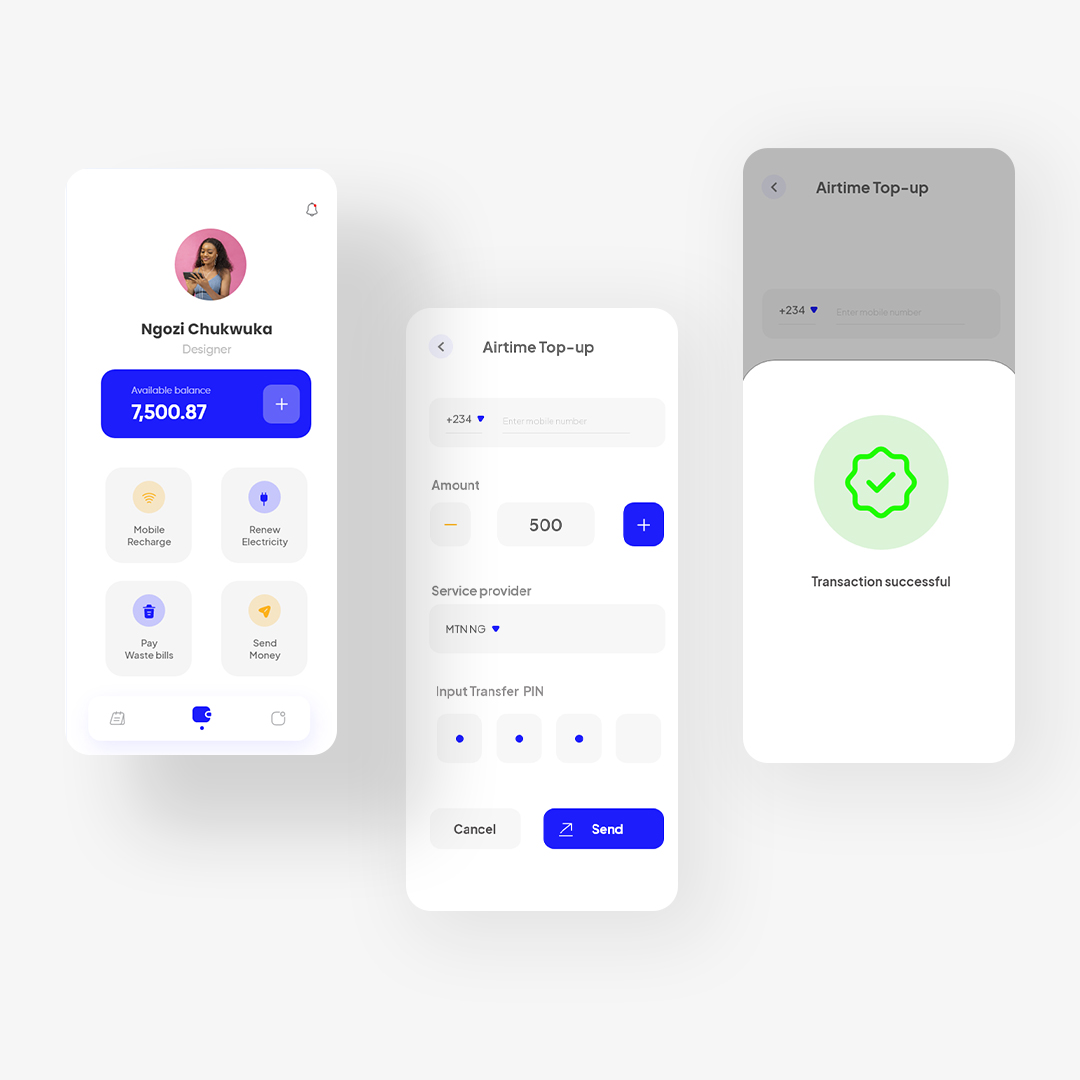 Ngozi Chukwuka
Designer
Available balance
7,500.87
Mobile
Recharge
Renew
Electricity
Pay
Waste bills
Send
Money
Airtime Top-up
+234
Enter mobile number
Amount
500
Service provider
MTN NG
Input Transfer PIN
Cancel
Send
Airtime Top-up
+234
Enter mobile number
Transaction successful